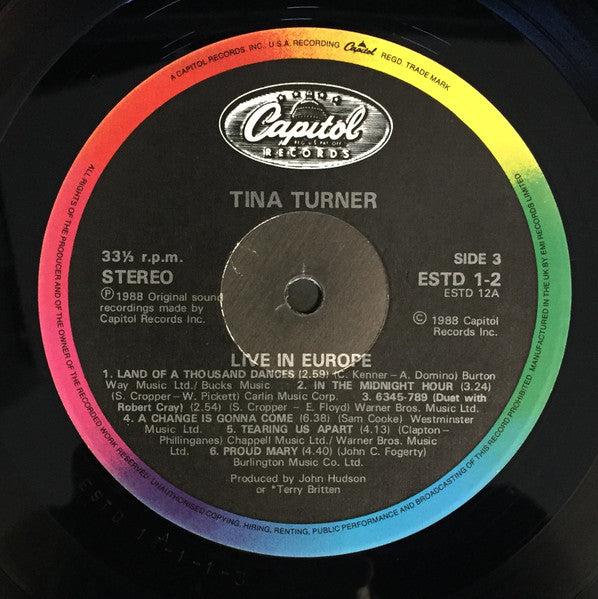 A CAPITOL RECORDS, INC., U.S.A. RECORDING Capitol REGD. TRADE MARK
Capitol
RECORDS
TINA TURNER
33⅓ r.p.m.
STEREO
℗ 1988 Original sound
recordings made by
Capitol Records Inc.
SIDE 3
ESTD 1-2
ESTD 12A
© 1988 Capitol
Records Inc.
LIVE IN EUROPE
1. LAND OF A THOUSAND DANCES (2.59) (C. Kenner – A. Domino) Burton
Way Music Ltd./Bucks Music 2. IN THE MIDNIGHT HOUR (3.24)
(S. Cropper – W. Pickett) Carlin Music Corp. 3. 6345-789 (Duet with
Robert Cray) (2.54) (S. Cropper – E. Floyd) Warner Bros. Music Ltd.
4. A CHANGE IS GONNA COME (6.38) (Sam Cooke) Westminster
Music Ltd. 5. TEARING US APART (4.13) (Clapton –
Phillinganes) Chappell Music Ltd./Warner Bros. Music
Ltd. 6. PROUD MARY (4.40) (John C. Fogerty)
Burlington Music Co. Ltd.
Produced by John Hudson
or *Terry Britten
ALL RIGHTS OF THE PRODUCER AND OF THE OWNER OF THE RECORDED WORK RESERVED. UNAUTHORISED COPYING, HIRING, RENTING, PUBLIC PERFORMANCE AND BROADCASTING OF THIS RECORD PROHIBITED. MANUFACTURED IN THE UK BY EMI RECORDS LIMITED